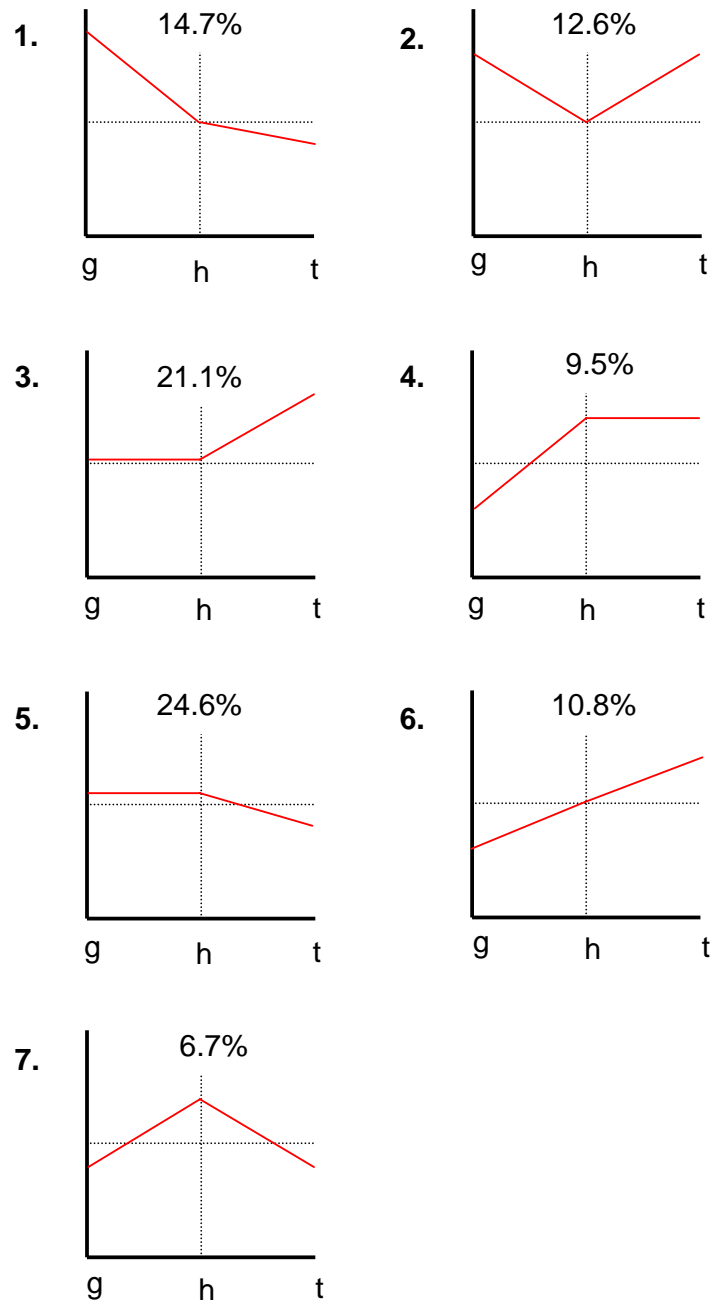 1. 14.7%
g h t
2. 12.6%
g h t
3. 21.1%
g h t
4. 9.5%
g h t
5. 24.6%
g h t
6. 10.8%
g h t
7. 6.7%
g h t